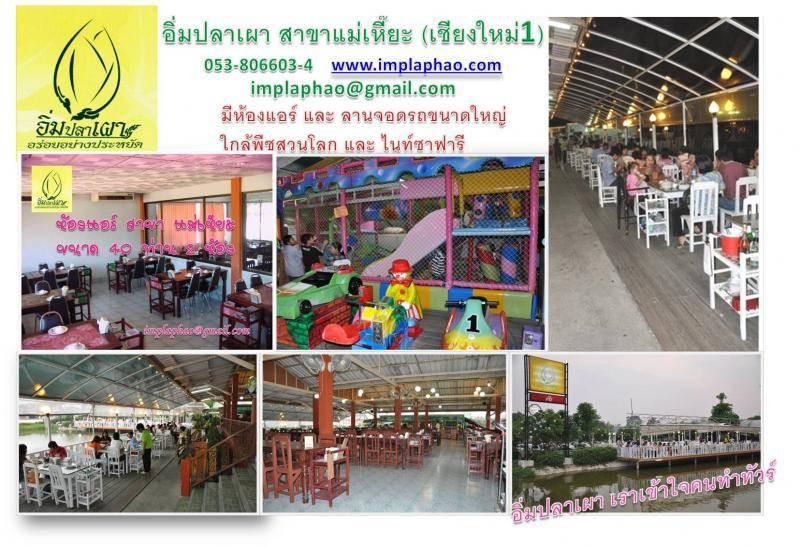 อิ่มปลาเผา สาขาแม่เหี๊ยะ (เชียงใหม่1)
053-806603-4 www.implaphao.com
implaphao@gmail.com
มีห้องแอร์ และ ลานจอดรถขนาดใหญ่
ใกล้พืชสวนโลก และ ไนท์ซาฟารี
อิ่มปลาเผา
อร่อยอย่างประหยัด
ห้องแอร์ สาขา แม่เหียะ
ขนาด 40 ท่าน 2 ห้อง
implaphao@gmail.com
1
อิ่มปลาเผา เราเข้าใจคนทำทัวร์